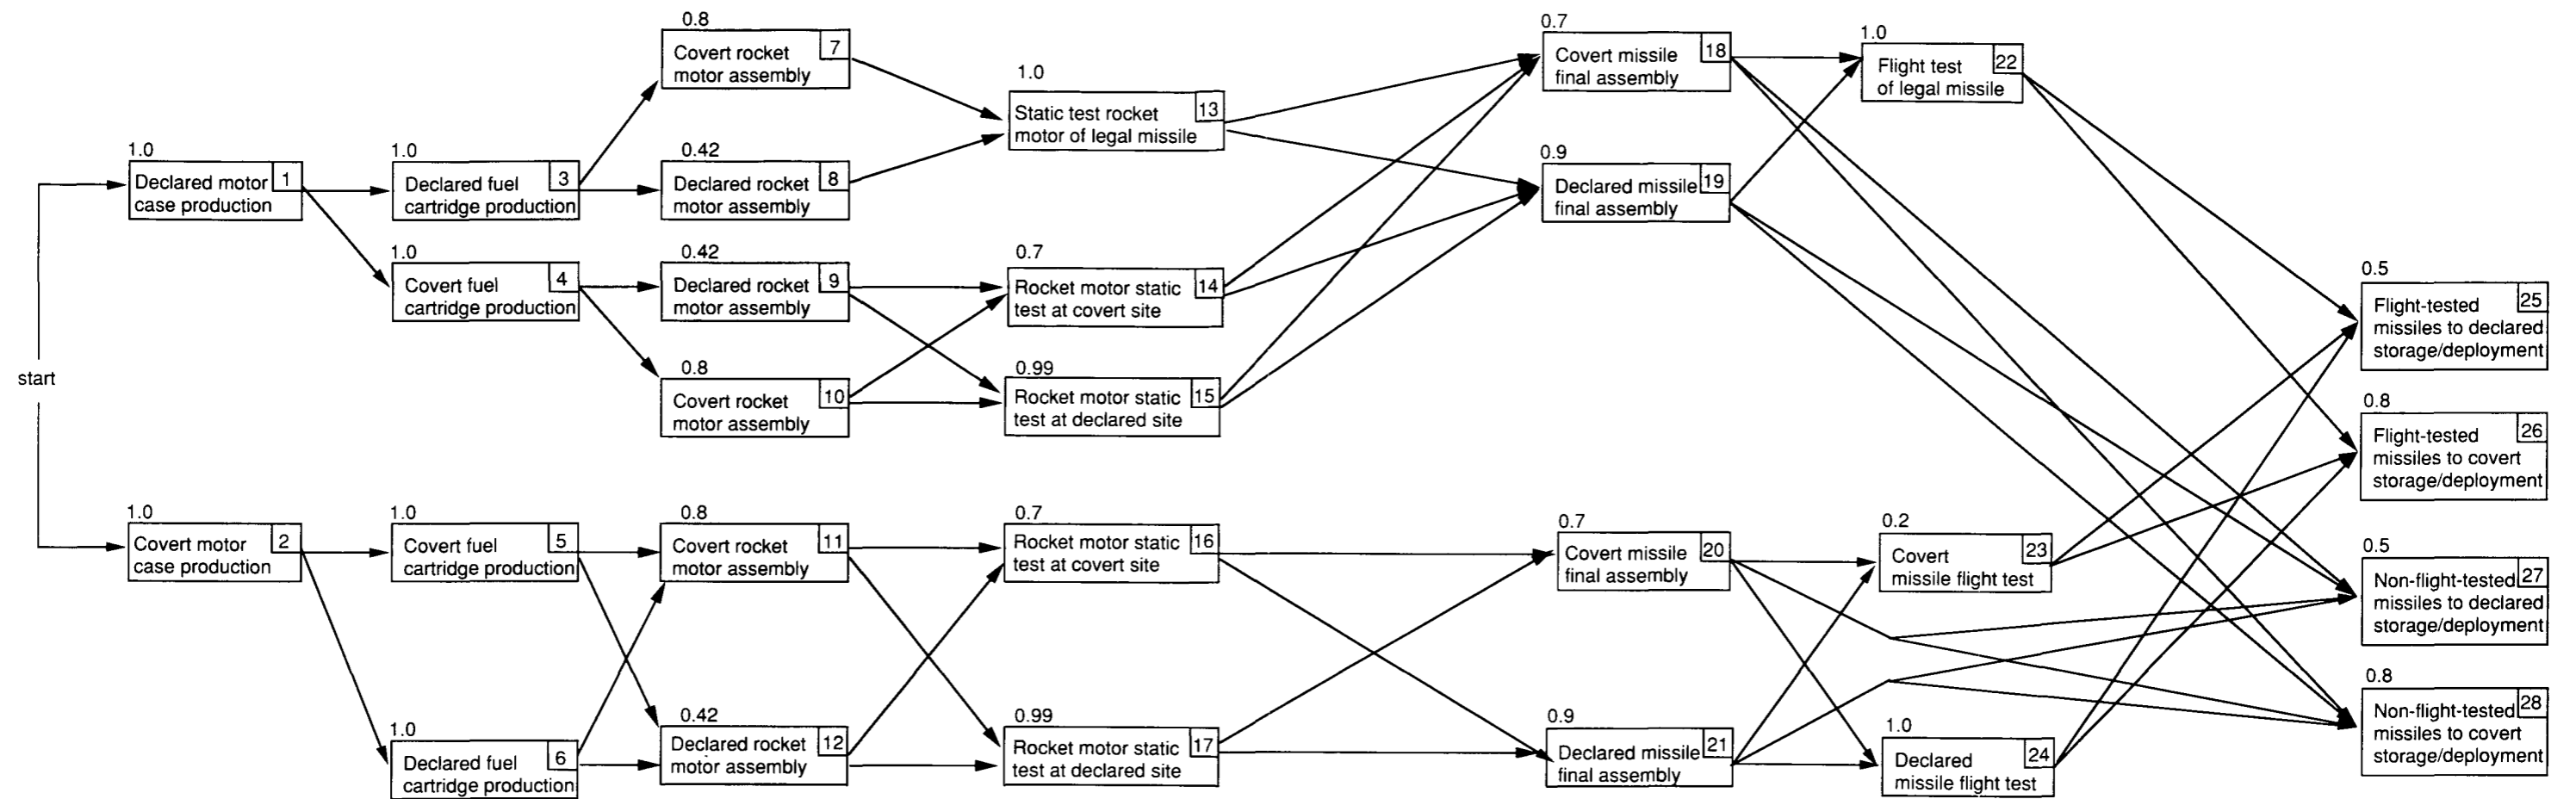 start
1.0
Declared motor 1
case production
1.0
Covert motor 2
case production
1.0
Declared fuel 3
cartridge production
1.0
Covert fuel 4
cartridge production
1.0
Covert fuel 5
cartridge production
1.0
Declared fuel 6
cartridge production
0.8
Covert rocket 7
motor assembly
0.42
Declared rocket 8
motor assembly
0.42
Declared rocket 9
motor assembly
0.8
Covert rocket 10
motor assembly
0.8
Covert rocket 11
motor assembly
0.42
Declared rocket 12
motor assembly
1.0
Static test rocket 13
motor of legal missile
0.7
Rocket motor static 14
test at covert site
0.99
Rocket motor static 15
test at declared site
0.7
Rocket motor static 16
test at covert site
0.99
Rocket motor static 17
test at declared site
0.7
Covert missile 18
final assembly
0.9
Declared missile 19
final assembly
0.7
Covert missile 20
final assembly
0.9
Declared missile 21
final assembly
1.0
Flight test 22
of legal missile
0.2
Covert 23
missile flight test
1.0
Declared 24
missile flight test
0.5
Flight-tested 25
missiles to declared
storage/deployment
0.8
Flight-tested 26
missiles to covert
storage/deployment
0.5
Non-flight-tested 27
missiles to declared
storage/deployment
0.8
Non-flight-tested 28
missiles to covert
storage/deployment